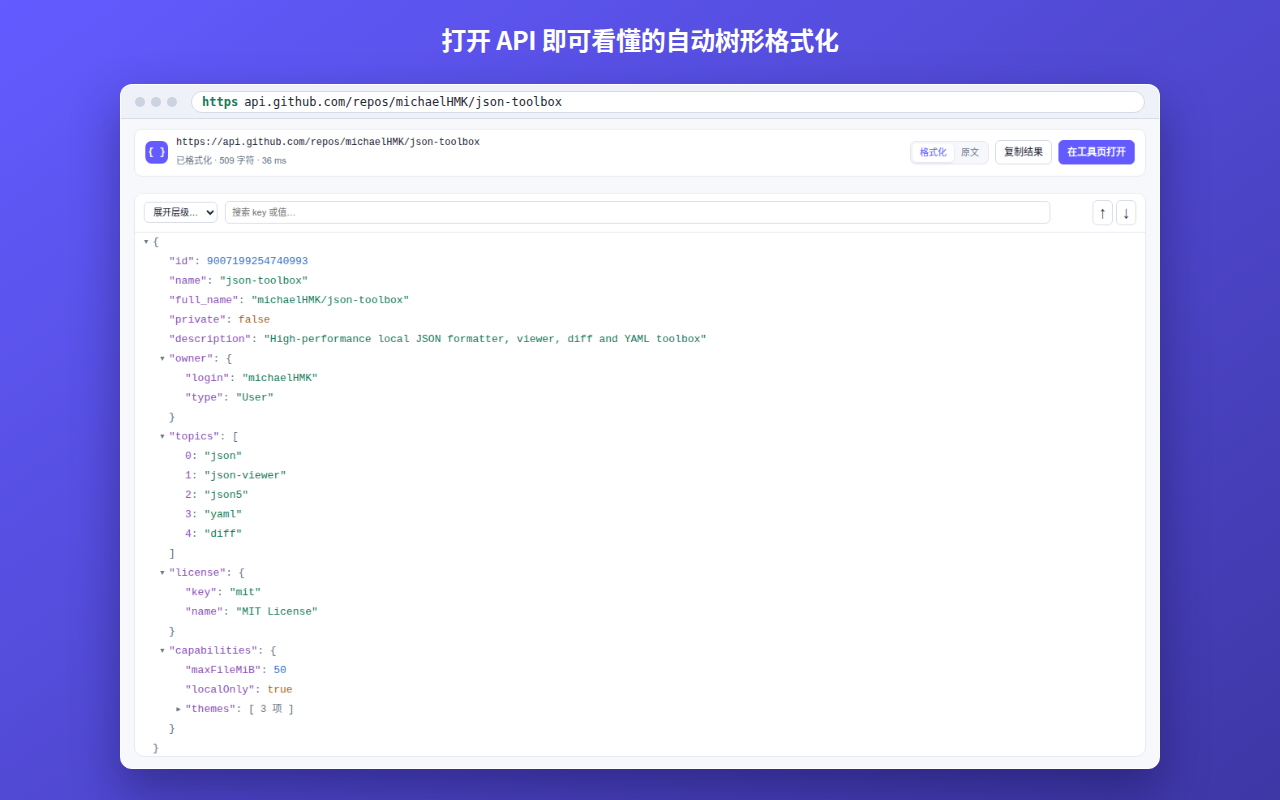 打开 API 即可看懂的自动树形格式化
https api.github.com/repos/michaelHMK/json-toolbox
{ }
https://api.github.com/repos/michaelHMK/json-toolbox
已格式化 · 509 字符 · 36 ms
格式化 原文 复制结果 在工具页打开
展开层级... 搜索 key 或值... ↑ ↓
▾ {
"id": 9007199254740993
"name": "json-toolbox"
"full_name": "michaelHMK/json-toolbox"
"private": false
"description": "High-performance local JSON formatter, viewer, diff and YAML toolbox"
▾ "owner": {
"login": "michaelHMK"
"type": "User"
}
▾ "topics": [
0: "json"
1: "json-viewer"
2: "json5"
3: "yaml"
4: "diff"
]
▾ "license": {
"key": "mit"
"name": "MIT License"
}
▾ "capabilities": {
"maxFileMiB": 50
"localOnly": true
▸ "themes": [ 3 项 ]
}
}